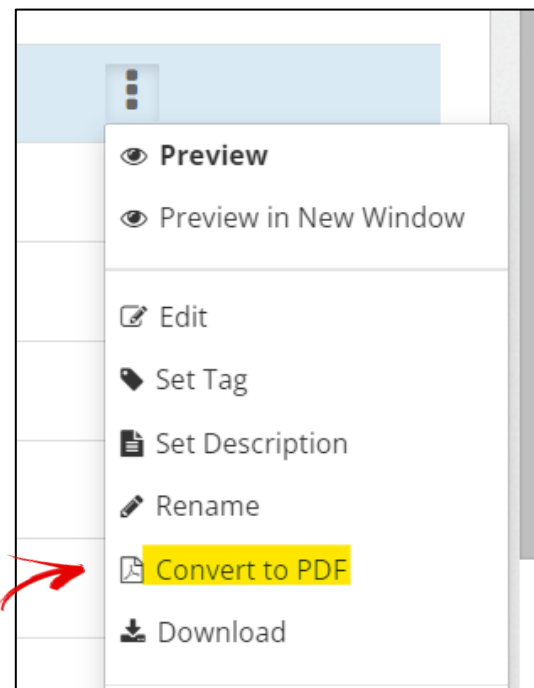 Preview
Preview in New Window
Edit
Set Tag
Set Description
Rename
Convert to PDF
Download